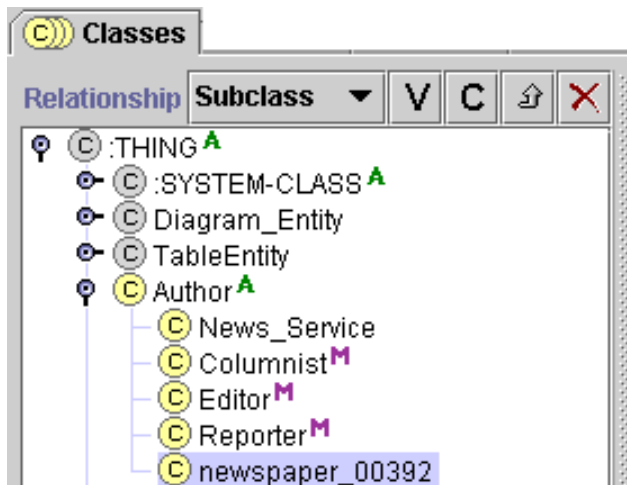 C Classes
Relationship Subclass V C
C :THING A
C :SYSTEM-CLASS A
C Diagram_Entity
C TableEntity
C Author A
C News_Service
C Columnist M
C Editor M
C Reporter M
C newspaper_00392